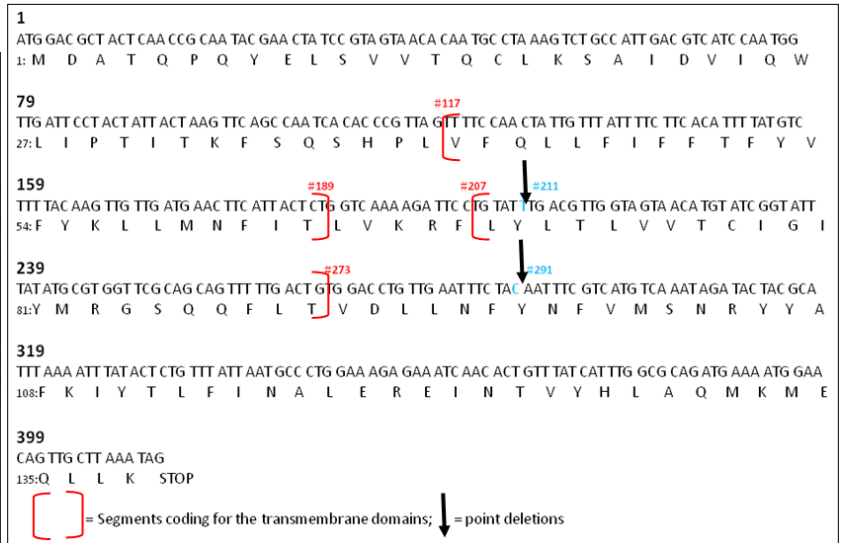 1
ATG GAC GCT ACT CAA CCG CAA TAC GAA CTA TCC GTA GTA ACA CAA TGC CTA AAG TCT GCC ATT GAC GTC ATC CAA TGG
1: M D A T Q P Q Y E L S V V T Q C L K S A I D V I Q W
79 #117
TTG ATT CCT ACT ATT ACT AAG TTC AGC CAA TCA CAC CCG TTA GTT TTC CAA CTA TTG TTT ATT TTC TTC ACA TTT TAT GTC
27: L I P T I T K F S Q S H P L V F Q L L F I F F T F Y V
159 #189 #207 #211
TTT TAC AAG TTG TTG ATG AAC TTC ATT ACT CTG GTC AAA AGA TTC CTG TAT TTG ACG TTG GTA GTA ACA TGT ATC GGT ATT
54: F Y K L L M N F I T L V K R F L Y L T L V V T C I G I
239 #273 #291
TAT ATG CGT GGT TCG CAG CAG TTT TTG ACT GTG GAC CTG TTG AAT TTC TAC AAT TTC GTC ATG TCA AAT AGA TAC TAC GCA
81:Y M R G S Q Q F L T V D L L N F Y N F V M S N R Y Y A
319
TTT AAA ATT TAT ACT CTG TTT ATT AAT GCC CTG GAA AGA GAA ATC AAC ACT GTT TAT CAT TTG GCG CAG ATG AAA ATG GAA
108:F K I Y T L F I N A L E R E I N T V Y H L A Q M K M E
399
CAG TTG CTT AAA TAG
135:Q L L K STOP
= Segments coding for the transmembrane domains; = point deletions